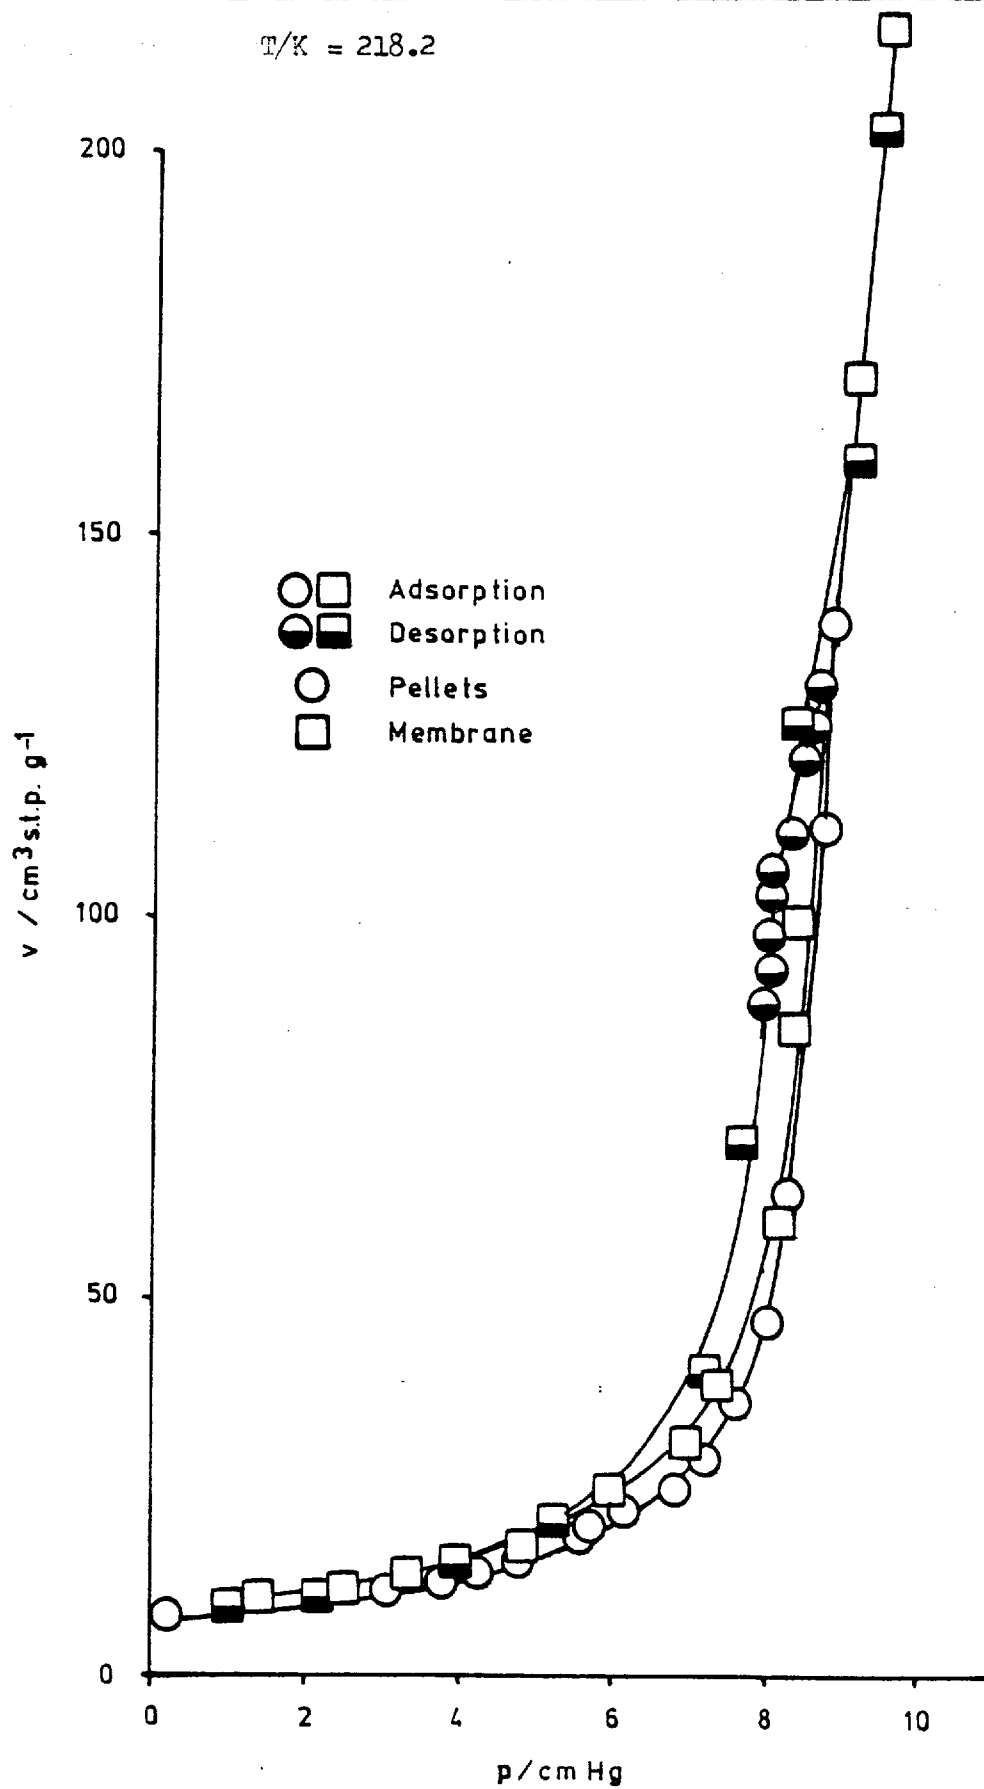 T/K = 218.2
200
150
100
50
0
v / cm³ s.t.p. g⁻¹
Adsorption
Desorption
Pellets
Membrane
0 2 4 6 8 10
p / cm Hg